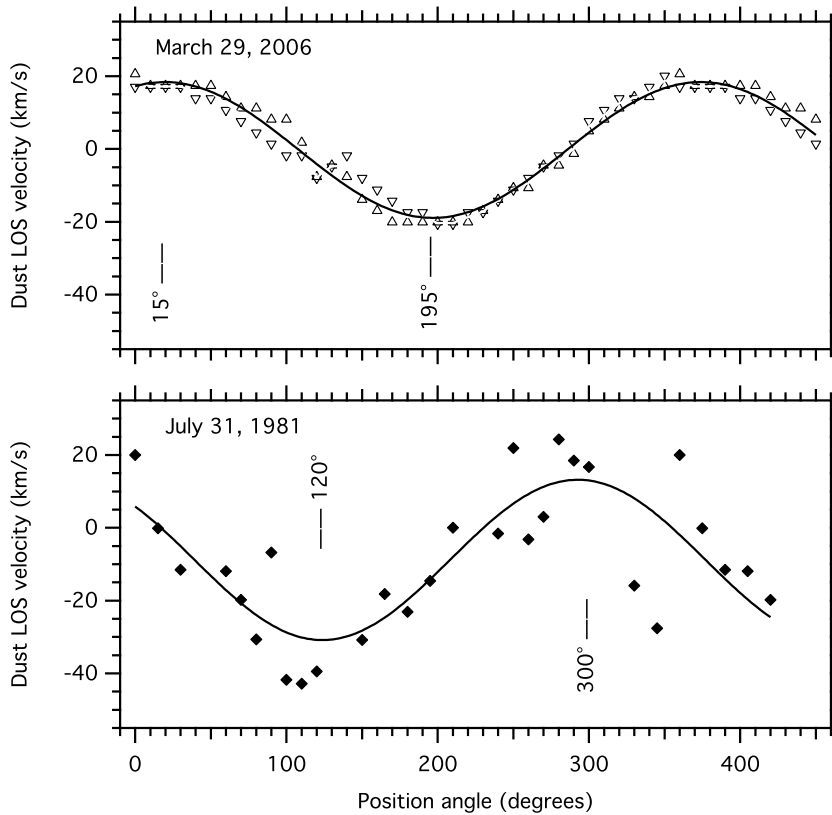 March 29, 2006
Dust LOS velocity (km/s)
20
0
-20
-40
15°
195°
July 31, 1981
Dust LOS velocity (km/s)
20
0
-20
-40
120°
300°
0 100 200 300 400
Position angle (degrees)